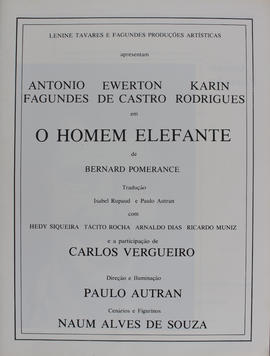 LENINE TAVARES E FAGUNDES PRODUÇÕES ARTÍSTICAS
apresentam
ANTONIO EWERTON KARIN
FAGUNDES DE CASTRO RODRIGUES
em
O HOMEM ELEFANTE
de
BERNARD POMERANCE
Tradução
Isabel Rupaud e Paulo Autran
com
HEDY SIQUEIRA TACITO ROCHA ARNALDO DIAS RICARDO MUNIZ
e a participação de
CARLOS VERGUEIRO
Direção e Iluminação
PAULO AUTRAN
Cenários e Figurinos
NAUM ALVES DE SOUZA